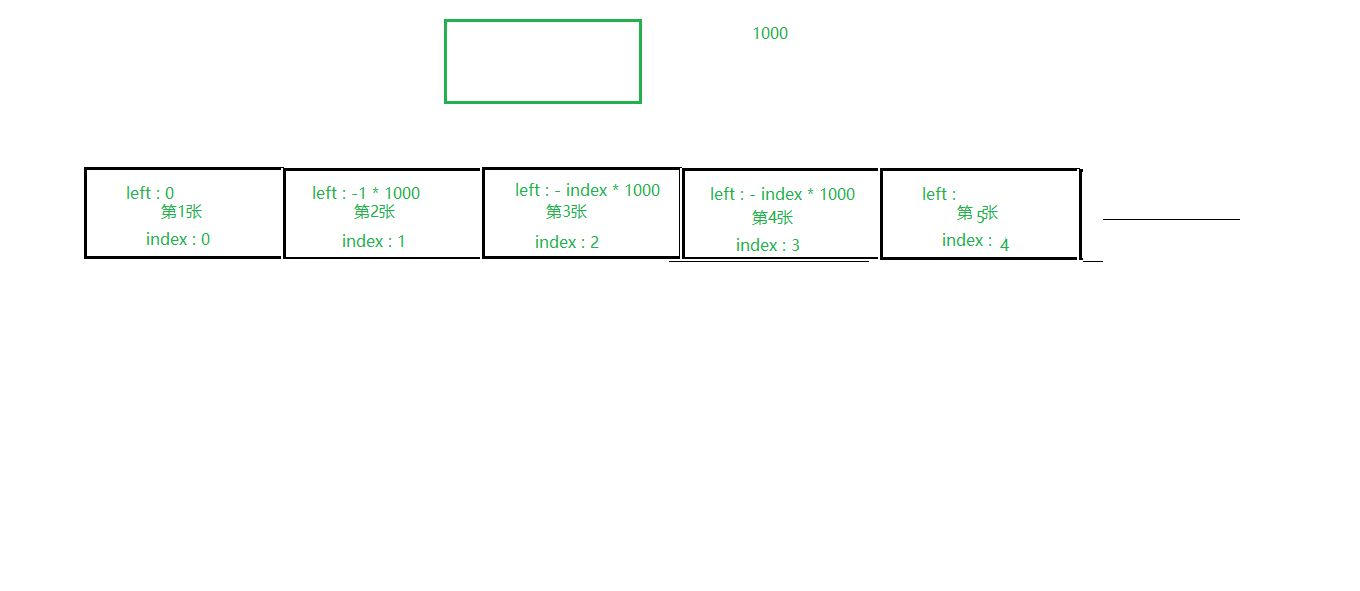 1000
left : 0
第1张
index : 0
left : -1 * 1000
第2张
index : 1
left : - index * 1000
第3张
index : 2
left : - index * 1000
第4张
index : 3
left :
第 5张
index : 4